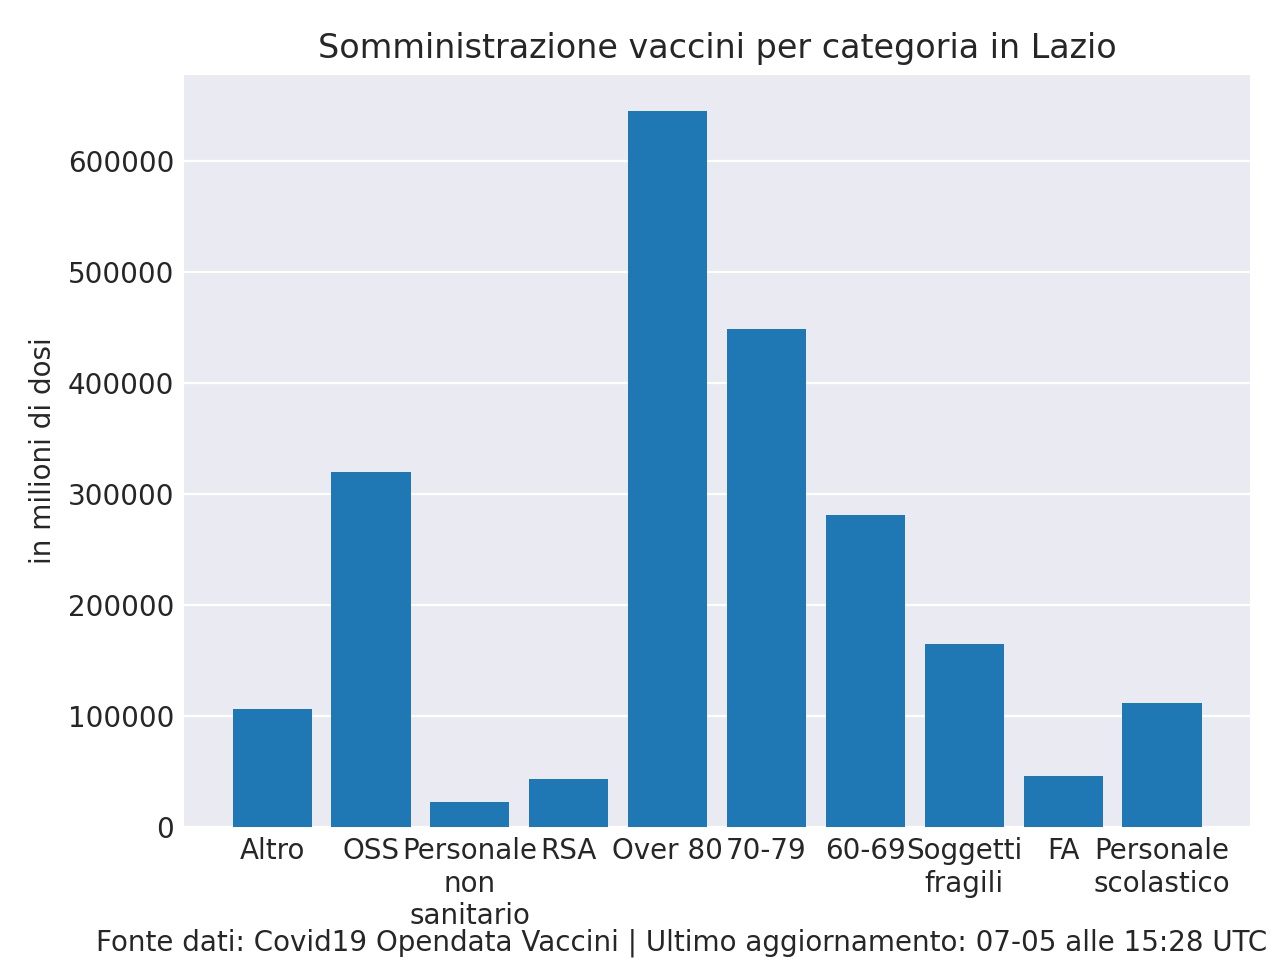 Somministrazione vaccini per categoria in Lazio
in milioni di dosi
600000
500000
400000
300000
200000
100000
0
Altro
OSS
Personale
non
sanitario
RSA
Over 80
70-79
60-69
Soggetti
fragili
FA
Personale
scolastico
Fonte dati: Covid19 Opendata Vaccini | Ultimo aggiornamento: 07-05 alle 15:28 UTC